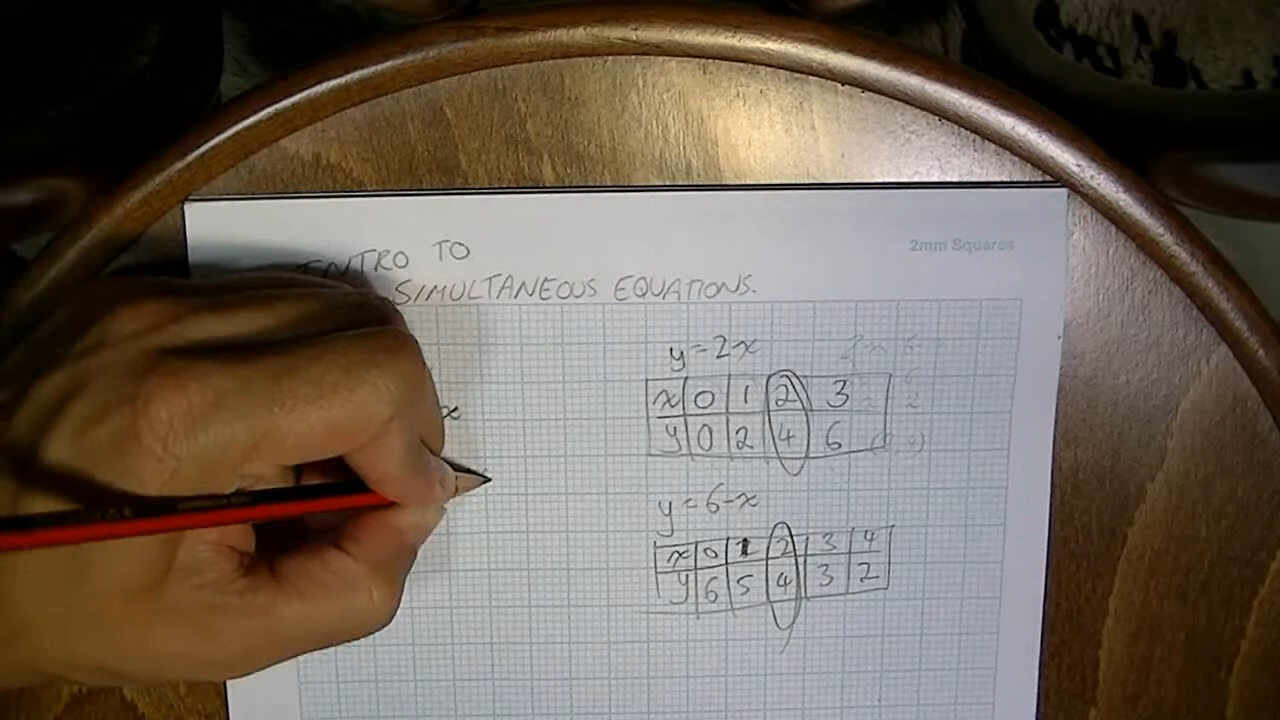 INTRO TO
2mm Squares
SIMULTANEOUS EQUATIONS.
y=2x
x 0 1 2 3
x
y 0 2 4 6
y=6-x
x 0 1 2 3 4
y 6 5 4 3 2